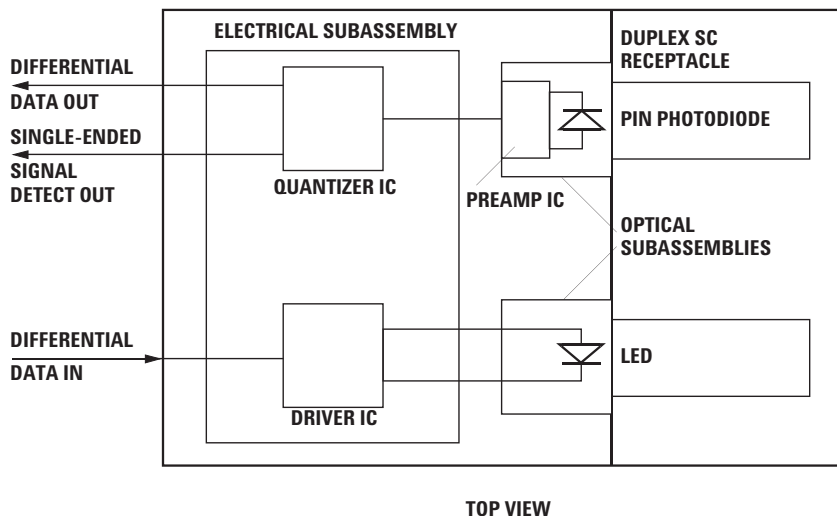 ELECTRICAL SUBASSEMBLY
DUPLEX SC
RECEPTACLE
DIFFERENTIAL
DATA OUT
SINGLE-ENDED
SIGNAL
DETECT OUT
QUANTIZER IC
PREAMP IC
PIN PHOTODIODE
OPTICAL
SUBASSEMBLIES
DIFFERENTIAL
DATA IN
DRIVER IC
LED
TOP VIEW